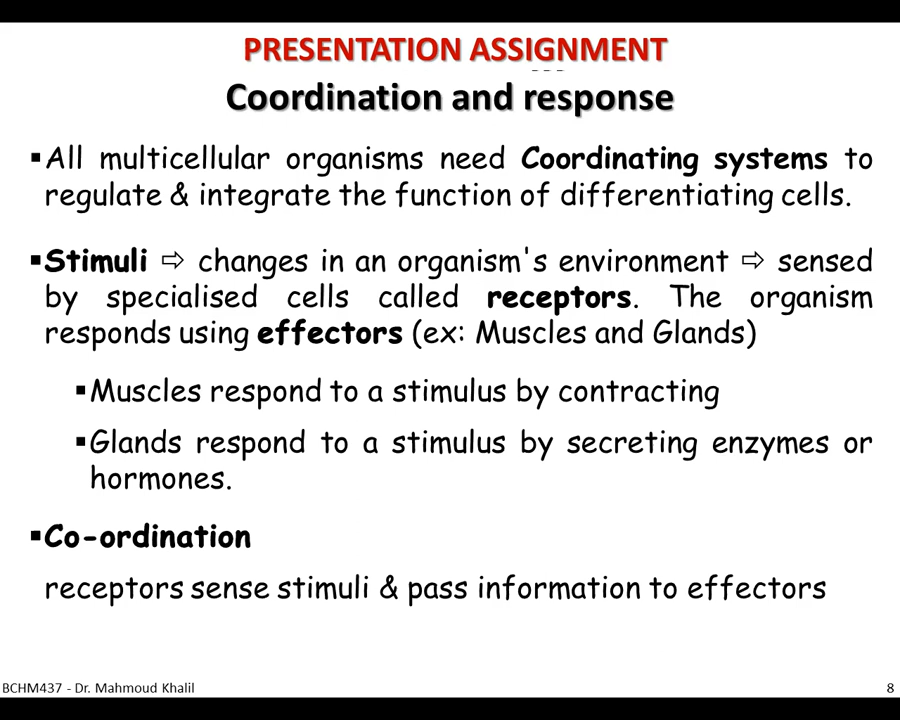 PRESENTATION ASSIGNMENT
Coordination and response
▪All multicellular organisms need Coordinating systems to
regulate & integrate the function of differentiating cells.
▪Stimuli ⇨ changes in an organism's environment ⇨ sensed
by specialised cells called receptors. The organism
responds using effectors (ex: Muscles and Glands)
▪Muscles respond to a stimulus by contracting
▪Glands respond to a stimulus by secreting enzymes or
hormones.
▪Co-ordination
receptors sense stimuli & pass information to effectors
BCHM437 - Dr. Mahmoud Khalil
8